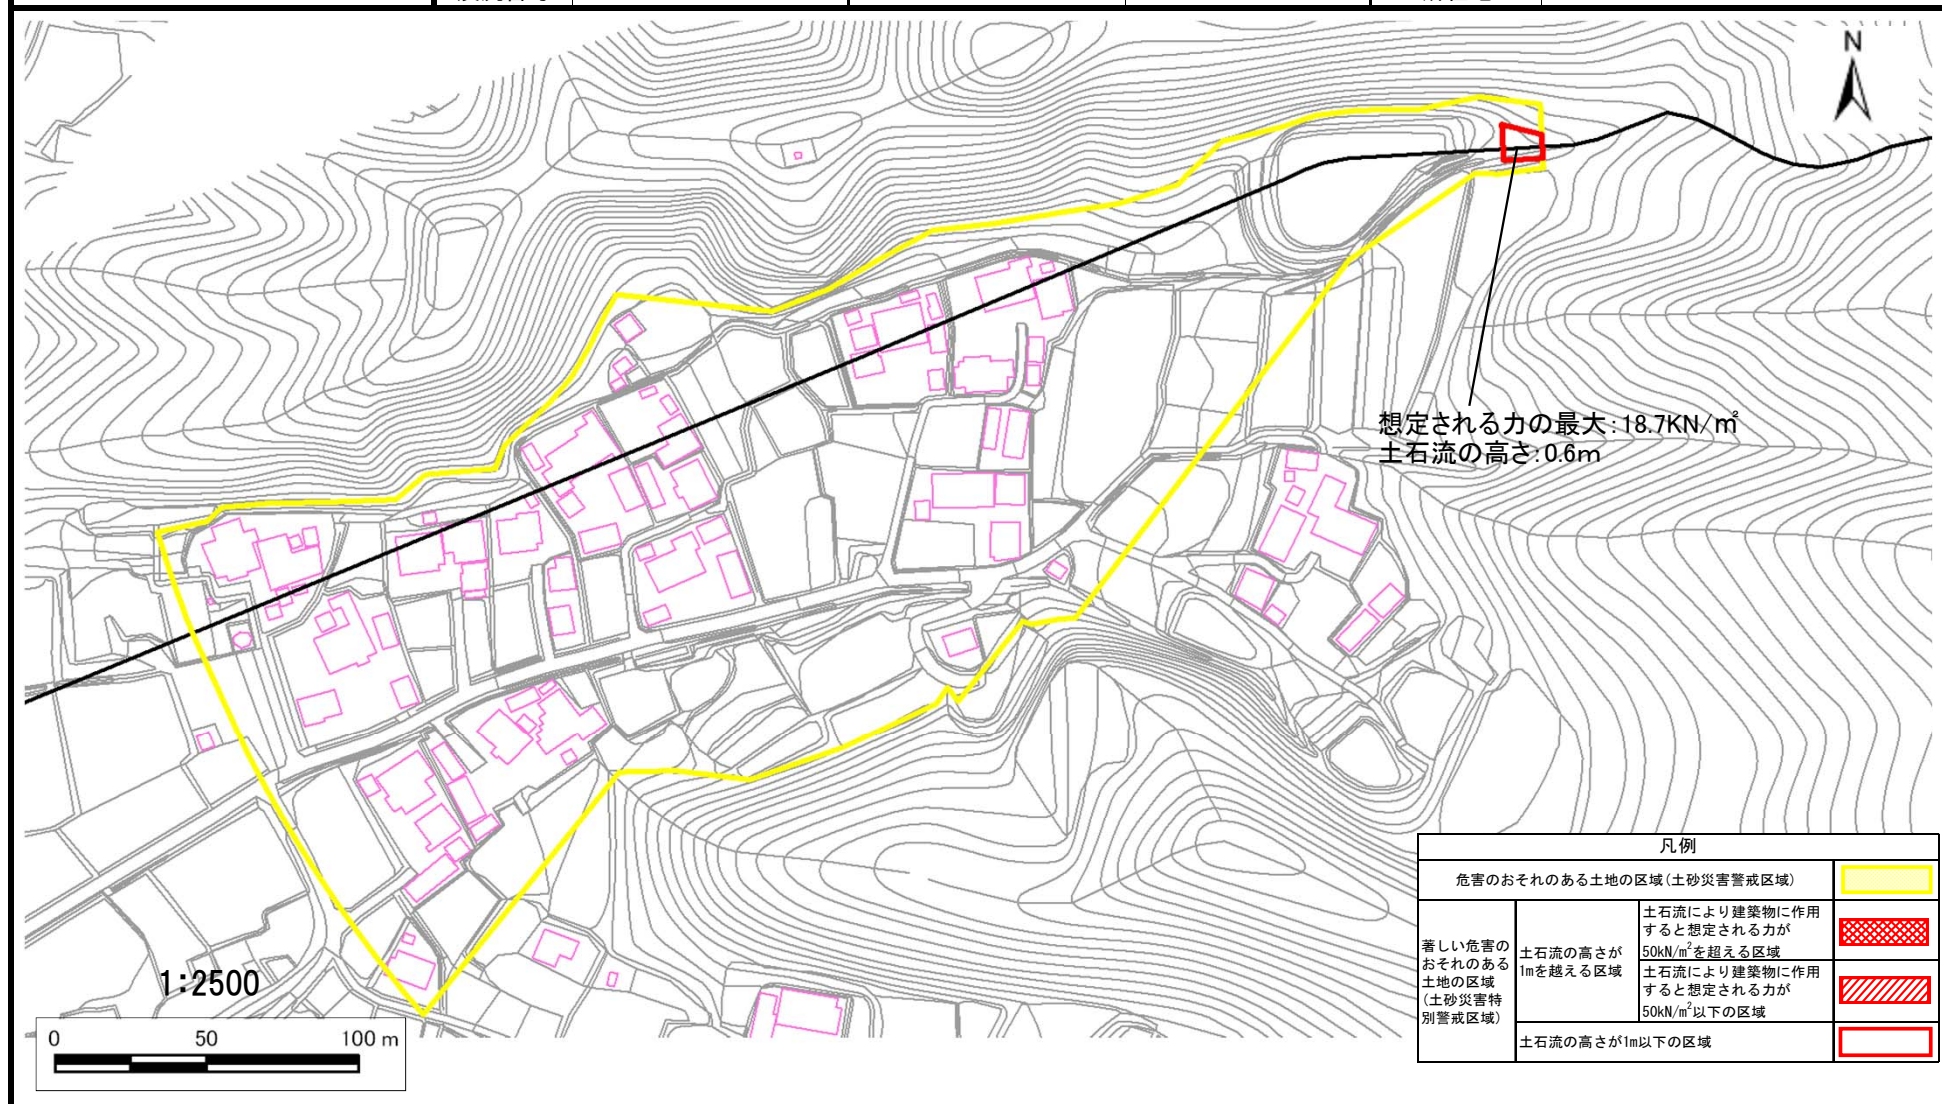 N
想定される力の最大:18.7KN/㎡
土石流の高さ:0.6m
1:2500
0 50 100 m
凡例
危害のおそれのある土地の区域(土砂災害警戒区域)
著しい危害の
おそれのある
土地の区域
(土砂災害特
別警戒区域)
土石流の高さが
1mを越える区域
土石流により建築物に作用
すると想定される力が
50kN/m²を超える区域
土石流により建築物に作用
すると想定される力が
50kN/m²以下の区域
土石流の高さが1m以下の区域